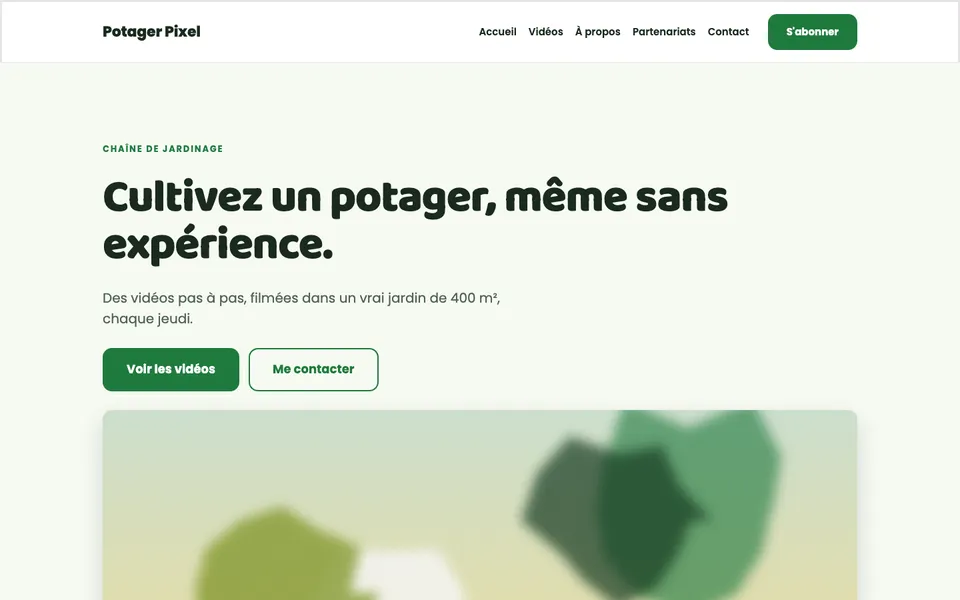 Potager Pixel
Accueil Vidéos À propos Partenariats Contact S'abonner
CHAÎNE DE JARDINAGE
Cultivez un potager, même sans
expérience.
Des vidéos pas à pas, filmées dans un vrai jardin de 400 m²,
chaque jeudi.
Voir les vidéos Me contacter